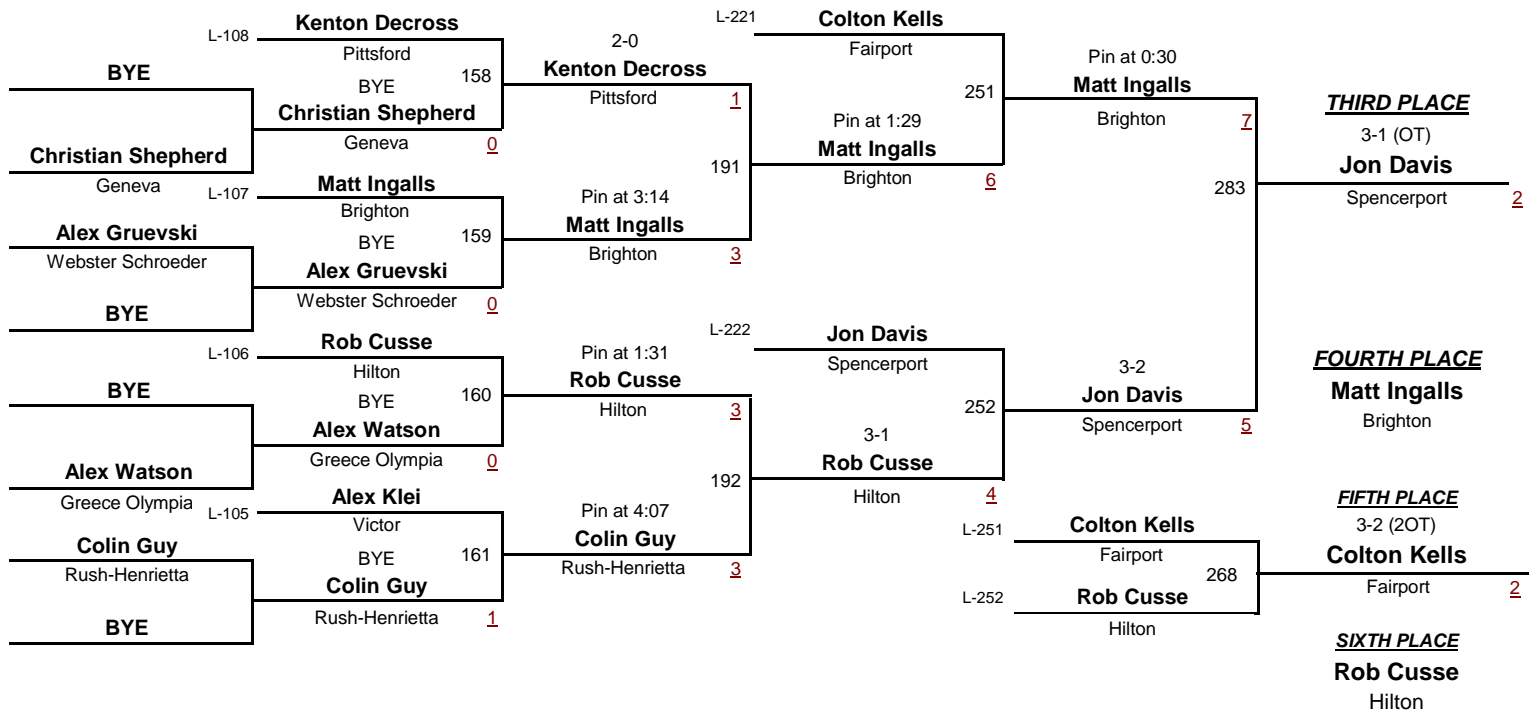 L-108
Kenton Decross
Pittsford
BYE
BYE
Christian Shepherd
Geneva
0
158
Christian Shepherd
Geneva
L-107
Matt Ingalls
Brighton
BYE
159
Alex Gruevski
Webster Schroeder
Alex Gruevski
Webster Schroeder
0
BYE
L-106
Rob Cusse
Hilton
BYE
BYE
160
Alex Watson
Greece Olympia
0
Alex Watson
Greece Olympia
L-105
Alex Klei
Victor
BYE
161
Colin Guy
Rush-Henrietta
Colin Guy
Rush-Henrietta
1
BYE
2-0
Kenton Decross
Pittsford
1
191
Pin at 3:14
Matt Ingalls
Brighton
3
Pin at 1:31
Rob Cusse
Hilton
3
192
Pin at 4:07
Colin Guy
Rush-Henrietta
3
L-221
Colton Kells
Fairport
251
Pin at 1:29
Matt Ingalls
Brighton
6
L-222
Jon Davis
Spencerport
252
3-1
Rob Cusse
Hilton
4
Pin at 0:30
Matt Ingalls
Brighton
7
283
3-2
Jon Davis
Spencerport
5
L-251
Colton Kells
Fairport
268
L-252
Rob Cusse
Hilton
THIRD PLACE
3-1 (OT)
Jon Davis
Spencerport
2
FOURTH PLACE
Matt Ingalls
Brighton
FIFTH PLACE
3-2 (2OT)
Colton Kells
Fairport
2
SIXTH PLACE
Rob Cusse
Hilton